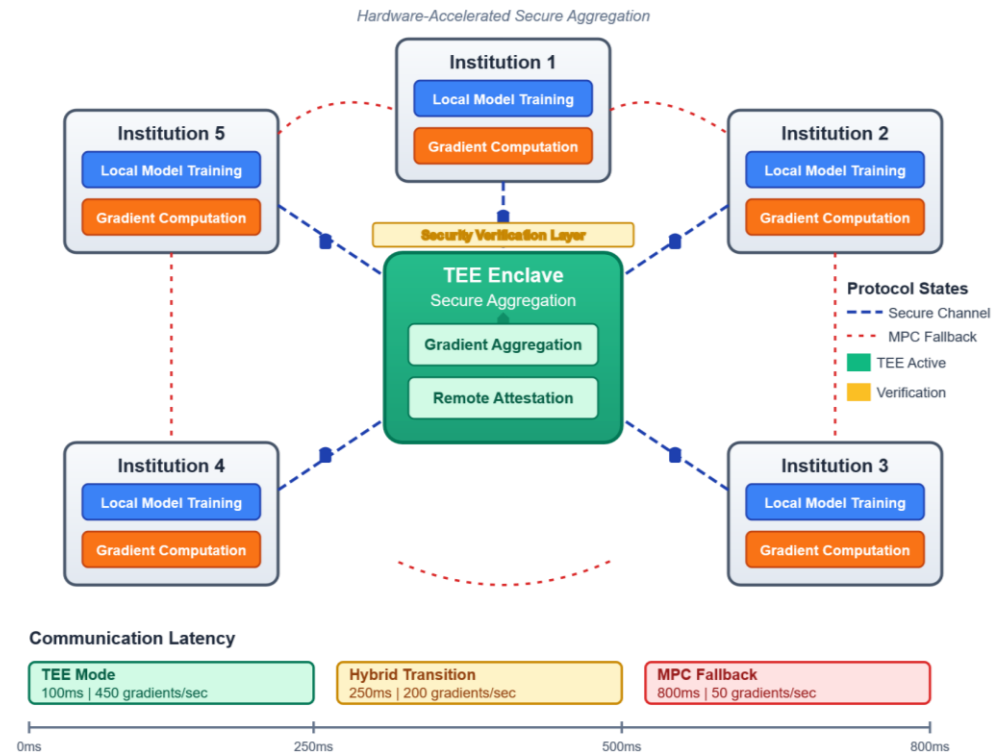 Hardware-Accelerated Secure Aggregation
Institution 1
Local Model Training
Gradient Computation
Institution 5
Local Model Training
Gradient Computation
Institution 2
Local Model Training
Gradient Computation
Security Verification Layer
TEE Enclave
Secure Aggregation
Gradient Aggregation
Remote Attestation
Protocol States
Secure Channel
MPC Fallback
TEE Active
Verification
Institution 4
Local Model Training
Gradient Computation
Institution 3
Local Model Training
Gradient Computation
Communication Latency
TEE Mode
100ms | 450 gradients/sec
Hybrid Transition
250ms | 200 gradients/sec
MPC Fallback
800ms | 50 gradients/sec
0ms
250ms
500ms
800ms